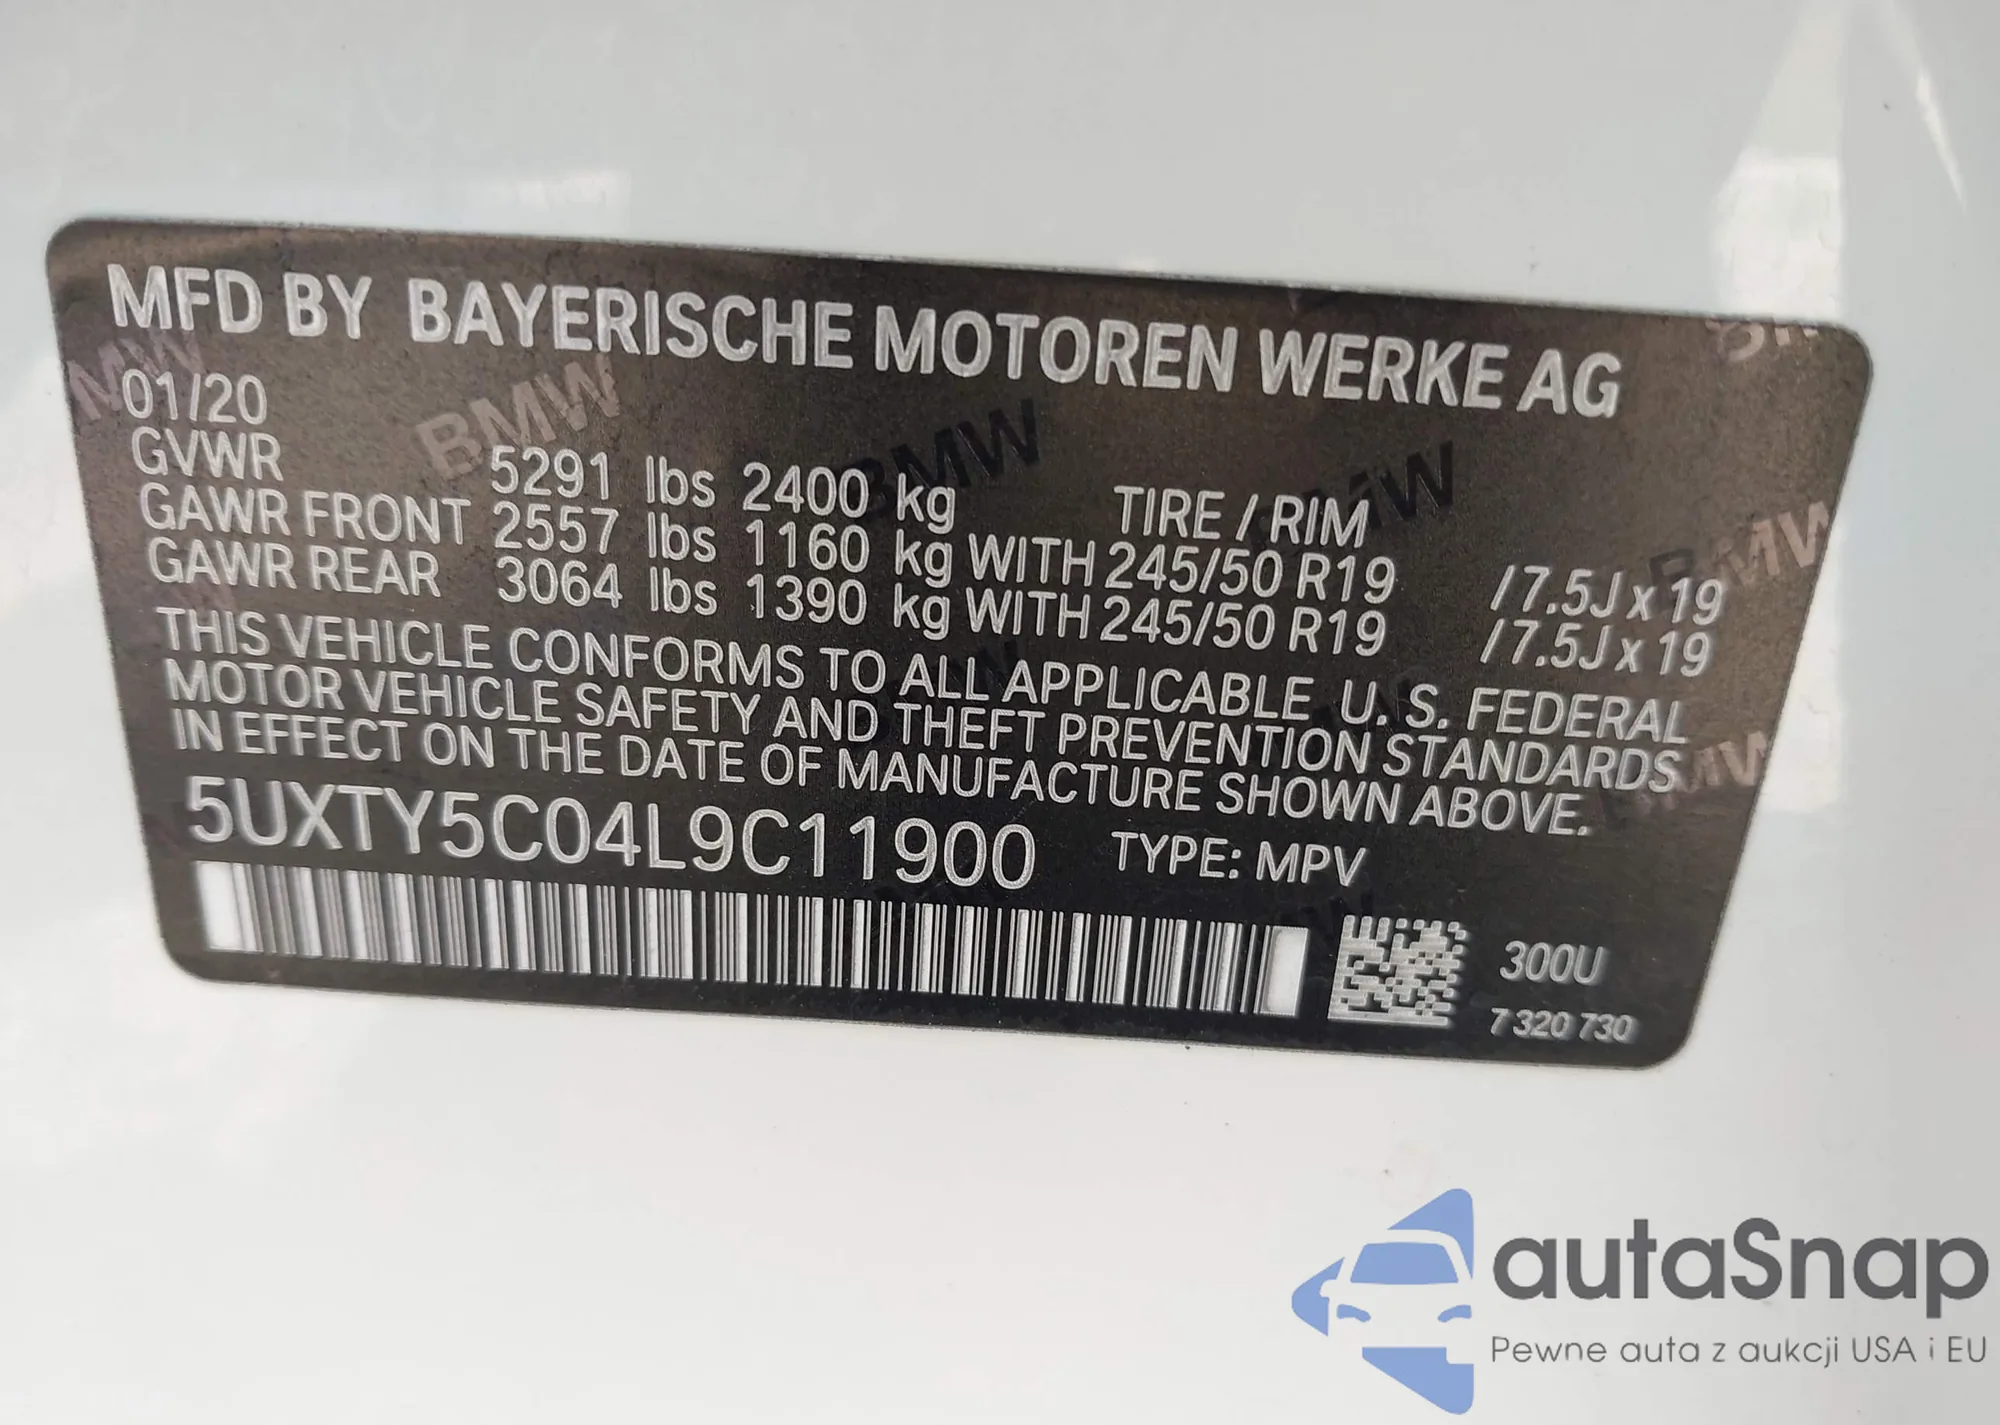 MFD BY BAYERISCHE MOTOREN WERKE AG
01/20
GVWR 5291 lbs 2400 kg TIRE / RIM
GAWR FRONT 2557 lbs 1160 kg WITH 245/50 R19 /7.5J x 19
GAWR REAR 3064 lbs 1390 kg WITH 245/50 R19 /7.5J x 19
THIS VEHICLE CONFORMS TO ALL APPLICABLE U. S. FEDERAL
MOTOR VEHICLE SAFETY AND THEFT PREVENTION STANDARDS
IN EFFECT ON THE DATE OF MANUFACTURE SHOWN ABOVE.
5UXTY5C04L9C11900 TYPE: MPV
300U
7 320 730
autaSnap
Pewne auta z aukcji USA i EU